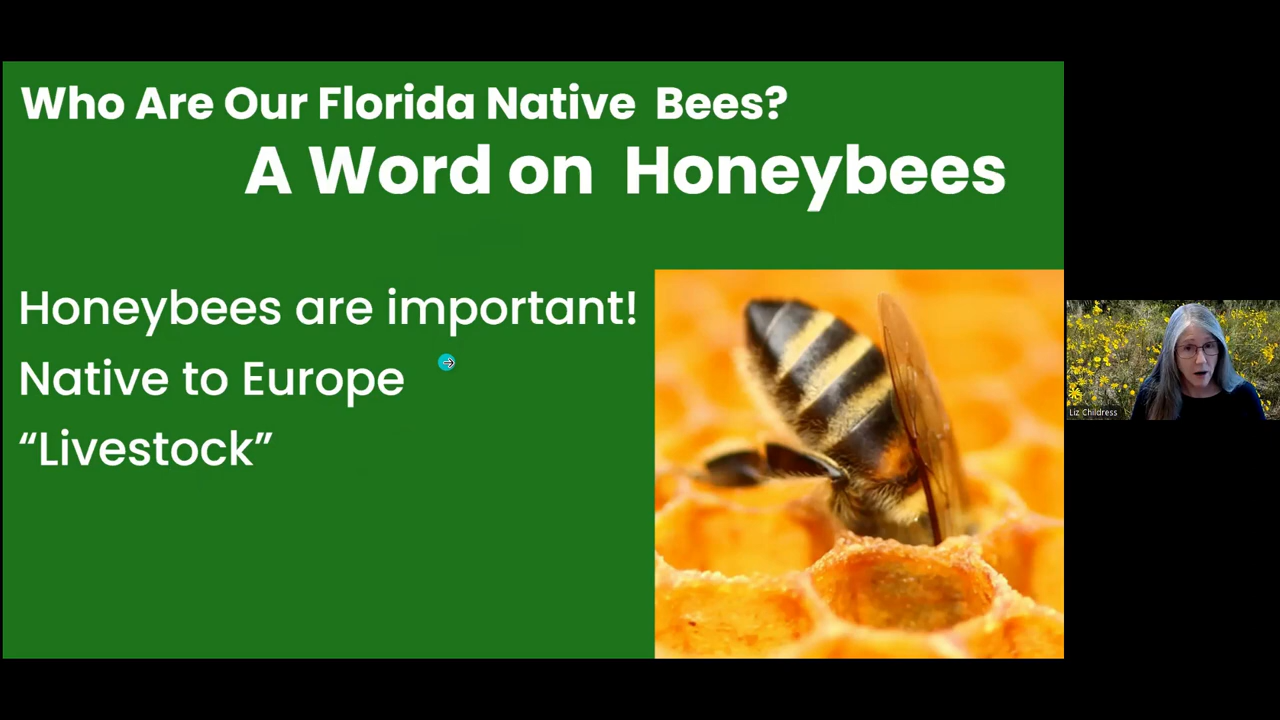 Who Are Our Florida Native Bees?
A Word on Honeybees
Honeybees are important!
Native to Europe
“Livestock”
Liz Childress